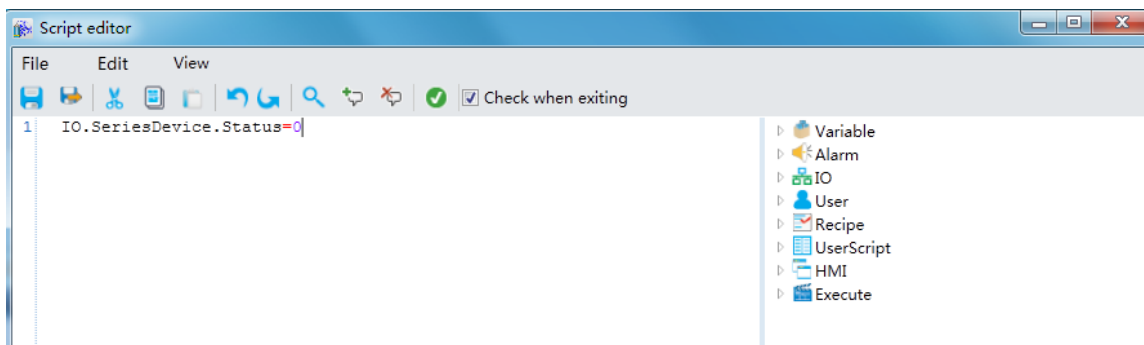 Script editor
File Edit View
Check when exiting
1 IO.SeriesDevice.Status=0
Variable
Alarm
IO
User
Recipe
UserScript
HMI
Execute